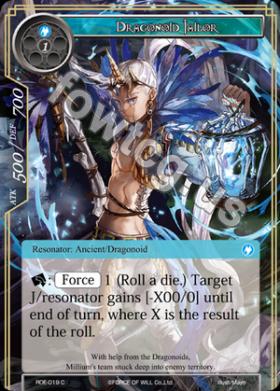 Dragonoid Jailor
1
ATK 500 / DEF 700
fowtcg.us
Resonator: Ancient/Dragonoid
: Force 1 (Roll a die.) Target
J/resonator gains [-X00/0] until
end of turn, where X is the result
of the roll.
With help from the Dragonoids,
Millium's team snuck deep into enemy territory.
RDE-019 C
©FORCE OF WILL Co.,Ltd.